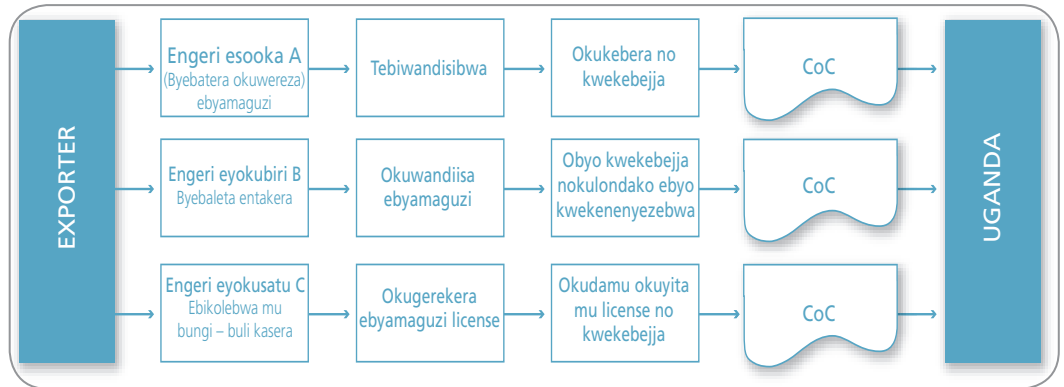 EXPORTER
Engeri esooka A
(Byebatera okuwereza)
ebyamaguzi
Tebiwandisibwa
Okukebera no
kwekebejja
CoC
Engeri eyokubiri B
Byebaleta entakera
Okuwandiisa
ebyamaguzi
Obyo kwekebejja
nokulondako ebyo
kwekenenyezebwa
CoC
Engeri eyokusatu C
Ebikolebwa mu
bungi – buli kasera
Okugerekera
ebyamaguzi license
Okudamu okuyita
mu license no
kwekebejja
CoC
UGANDA